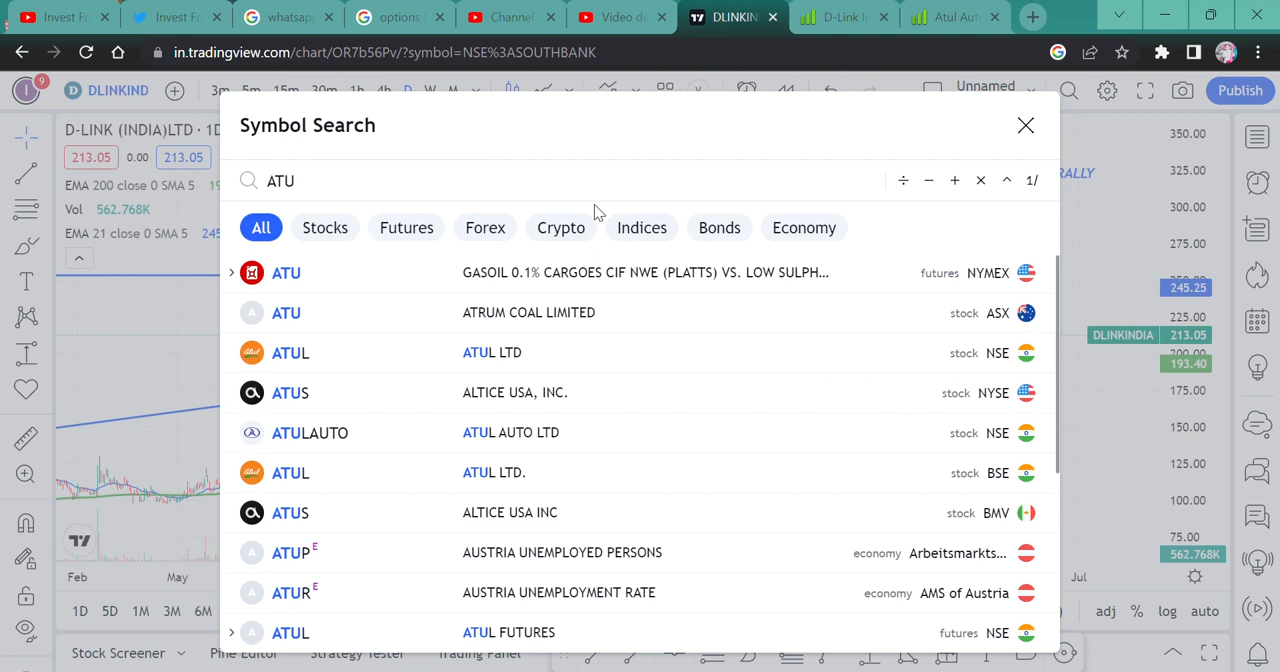 Invest Fo
Invest Fo
whatsap
options
Channel
Video de
DLINKIN
D-Link I
Atul Aut
in.tradingview.com/chart/OR7b56Pv/?symbol=NSE%3ASOUTHBANK
I 9
D DLINKIND
3m 5m 15m 30m 1h 4h D W M
Unnamed
Publish
D-LINK (INDIA)LTD · 1D
213.05 0.00 213.05
EMA 200 close 0 SMA 5
Vol 562.768K
EMA 21 close 0 SMA 5 245
Symbol Search
ATU
÷ − + × ^ 1/
All Stocks Futures Forex Crypto Indices Bonds Economy
ATU GASOIL 0.1% CARGOES CIF NWE (PLATTS) VS. LOW SULPH... futures NYMEX
A ATU ATRUM COAL LIMITED stock ASX
ATUL ATUL LTD stock NSE
ATUS ALTICE USA, INC. stock NYSE
ATULAUTO ATUL AUTO LTD stock NSE
ATUL ATUL LTD. stock BSE
ATUS ALTICE USA INC stock BMV
A ATUP E AUSTRIA UNEMPLOYED PERSONS economy Arbeitsmarkts...
A ATUR E AUSTRIA UNEMPLOYMENT RATE economy AMS of Austria
A ATUL ATUL FUTURES futures NSE
RALLY
350.00
325.00
300.00
275.00
245.25
225.00
DLINKINDIA 213.05
200.00
193.40
175.00
150.00
125.00
100.00
75.00
562.768K
Feb May Jul
1D 5D 1M 3M 6M
adj % log auto
Stock Screener Pine Editor Strategy Tester Trading Panel